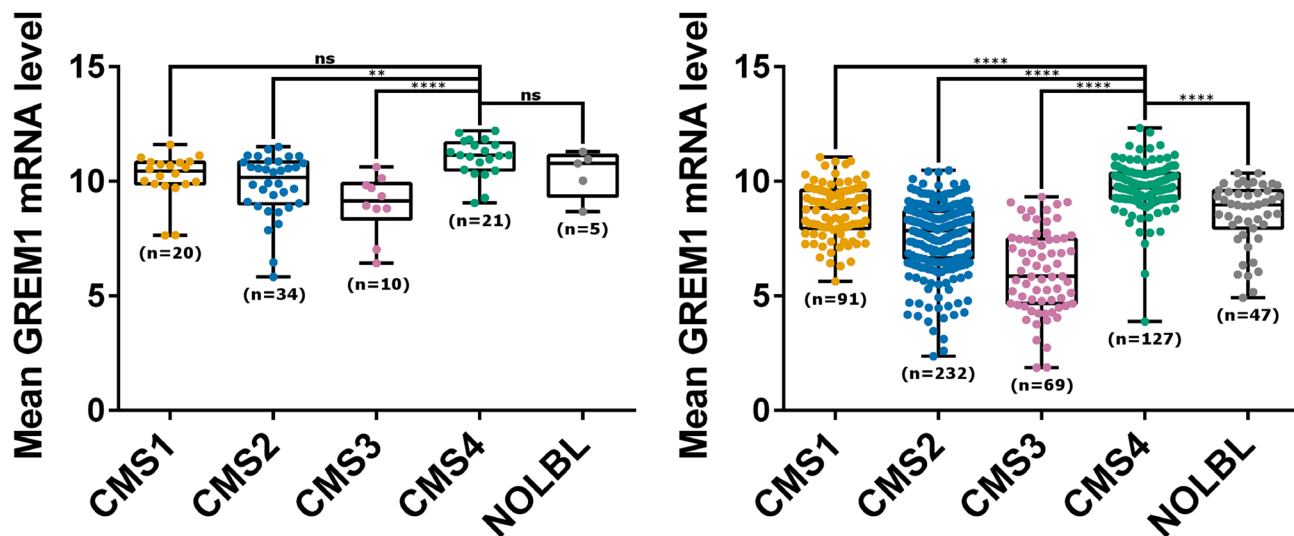 Mean GREM1 mRNA level
15
10
5
0
ns
**
****
ns
(n=20)
(n=34)
(n=10)
(n=21)
(n=5)
CMS1
CMS2
CMS3
CMS4
NOLBL
Mean GREM1 mRNA level
15
10
5
0
****
****
****
****
(n=91)
(n=232)
(n=69)
(n=127)
(n=47)
CMS1
CMS2
CMS3
CMS4
NOLBL